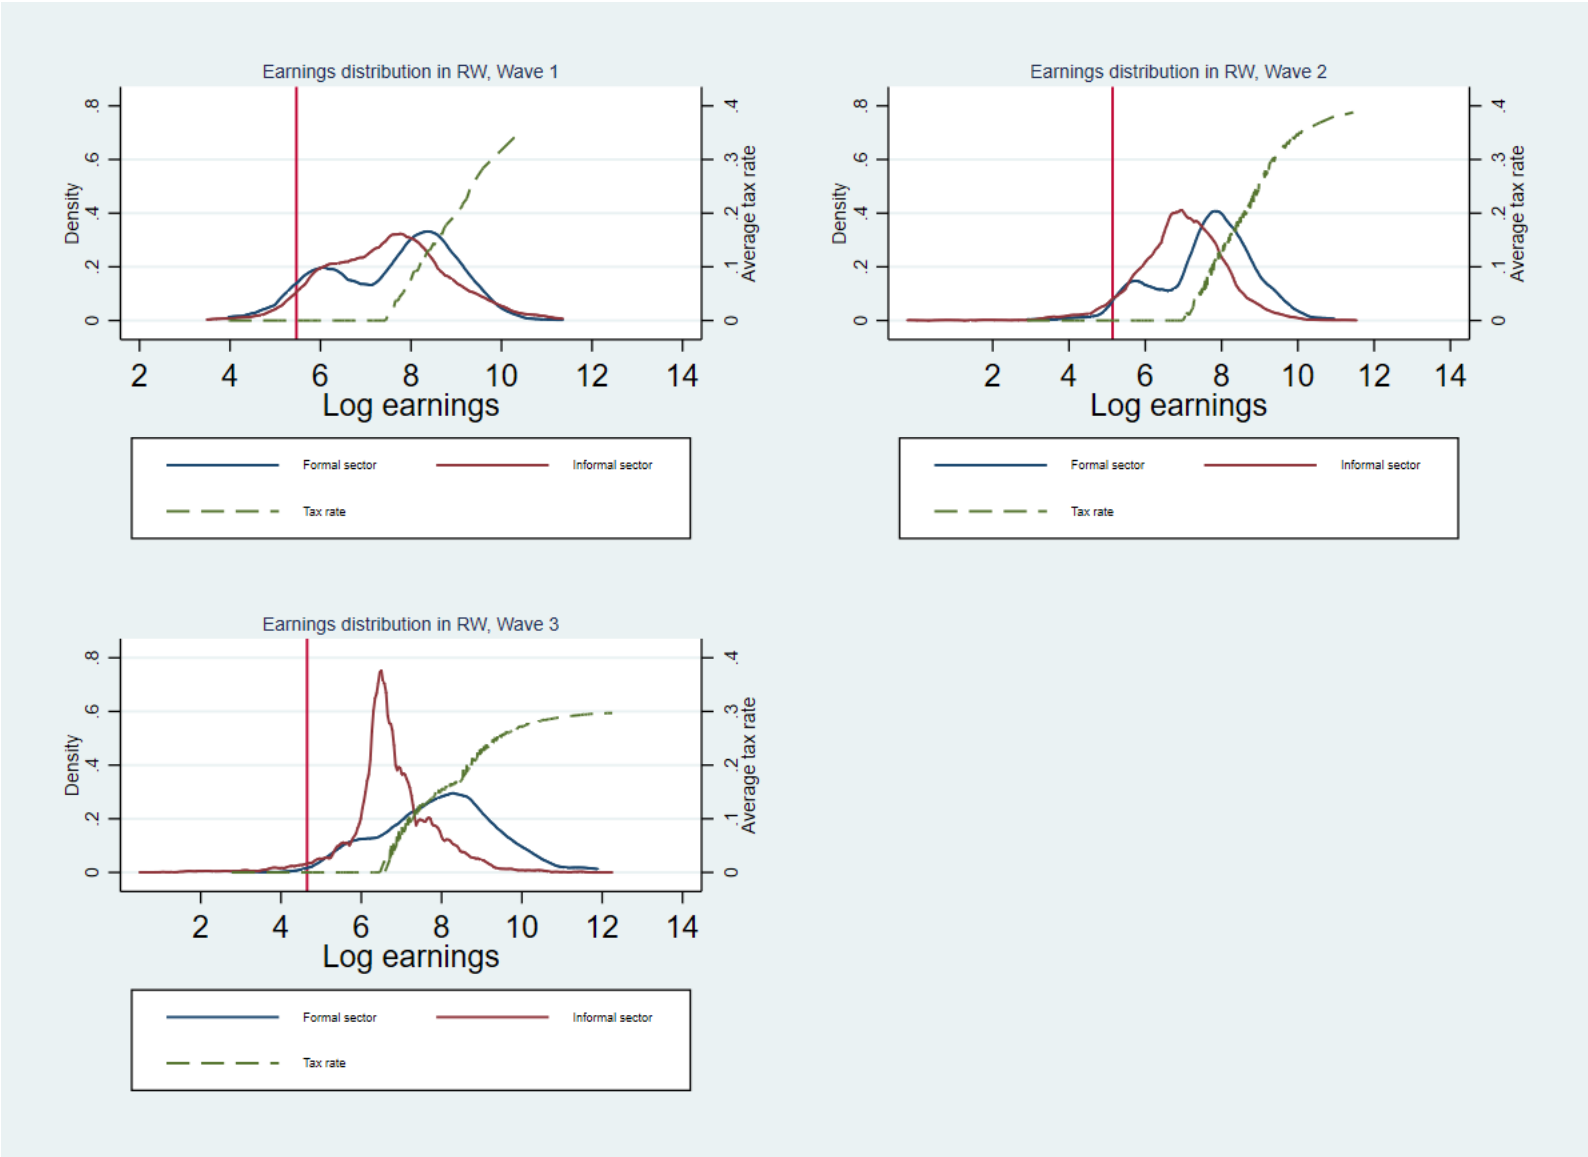 Earnings distribution in RW, Wave 1
.8
.6
.4
.2
0
Density
.4
.3
.2
.1
0
Average tax rate
2 4 6 8 10 12 14
Log earnings
Formal sector Informal sector
Tax rate
Earnings distribution in RW, Wave 2
.8
.6
.4
.2
0
Density
.4
.3
.2
.1
0
Average tax rate
2 4 6 8 10 12 14
Log earnings
Formal sector Informal sector
Tax rate
Earnings distribution in RW, Wave 3
.8
.6
.4
.2
0
Density
.4
.3
.2
.1
0
Average tax rate
2 4 6 8 10 12 14
Log earnings
Formal sector Informal sector
Tax rate